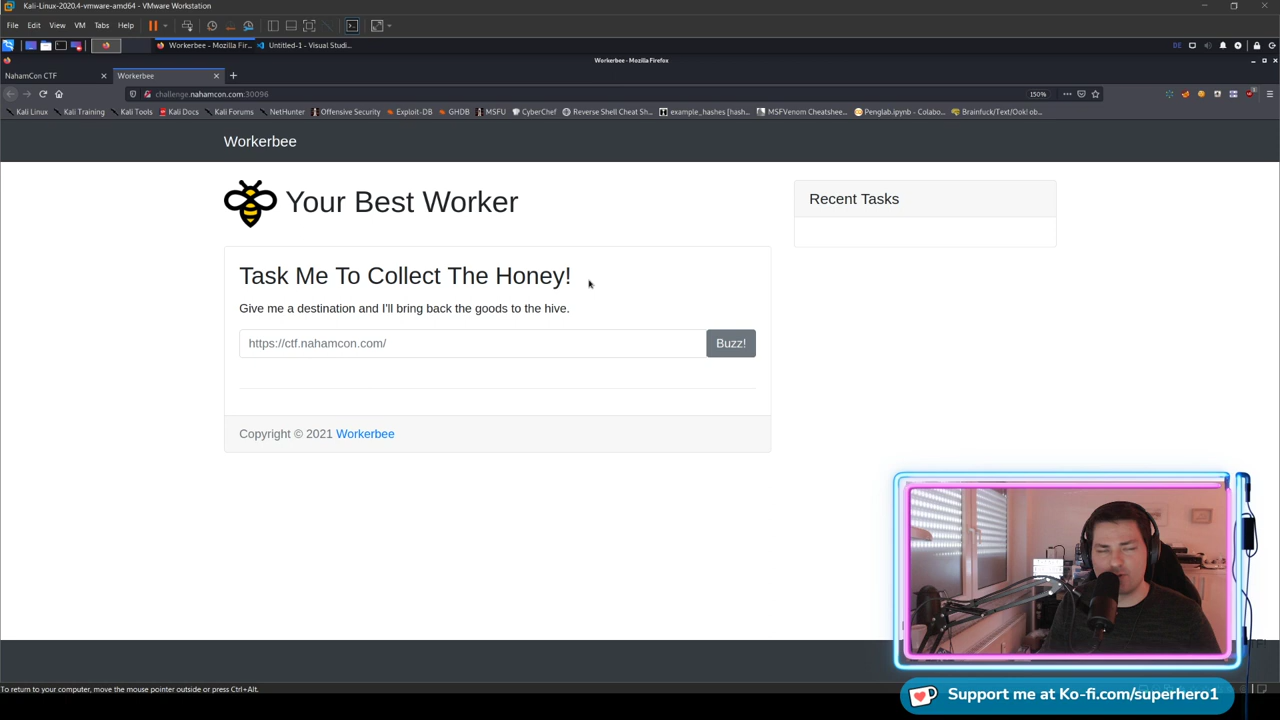 Kali-Linux-2020.4-vmware-amd64 - VMware Workstation
File Edit View VM Tabs Help
Workerbee - Mozilla Fir... Untitled-1 - Visual Studi... DE
Workerbee - Mozilla Firefox
NahamCon CTF Workerbee
challenge.nahamcon.com:30096 150%
Kali Linux Kali Training Kali Tools Kali Docs Kali Forums NetHunter Offensive Security Exploit-DB GHDB MSFU CyberChef Reverse Shell Cheat Sh... example_hashes [hash... MSFVenom Cheatshee... Penglab.ipynb - Colabo... Brainfuck/Text/Ook! ob...
Workerbee
Your Best Worker
Recent Tasks
Task Me To Collect The Honey!
Give me a destination and I'll bring back the goods to the hive.
https://ctf.nahamcon.com/ Buzz!
Copyright © 2021 Workerbee
To return to your computer, move the mouse pointer outside or press Ctrl+Alt.
Support me at Ko-fi.com/superhero1